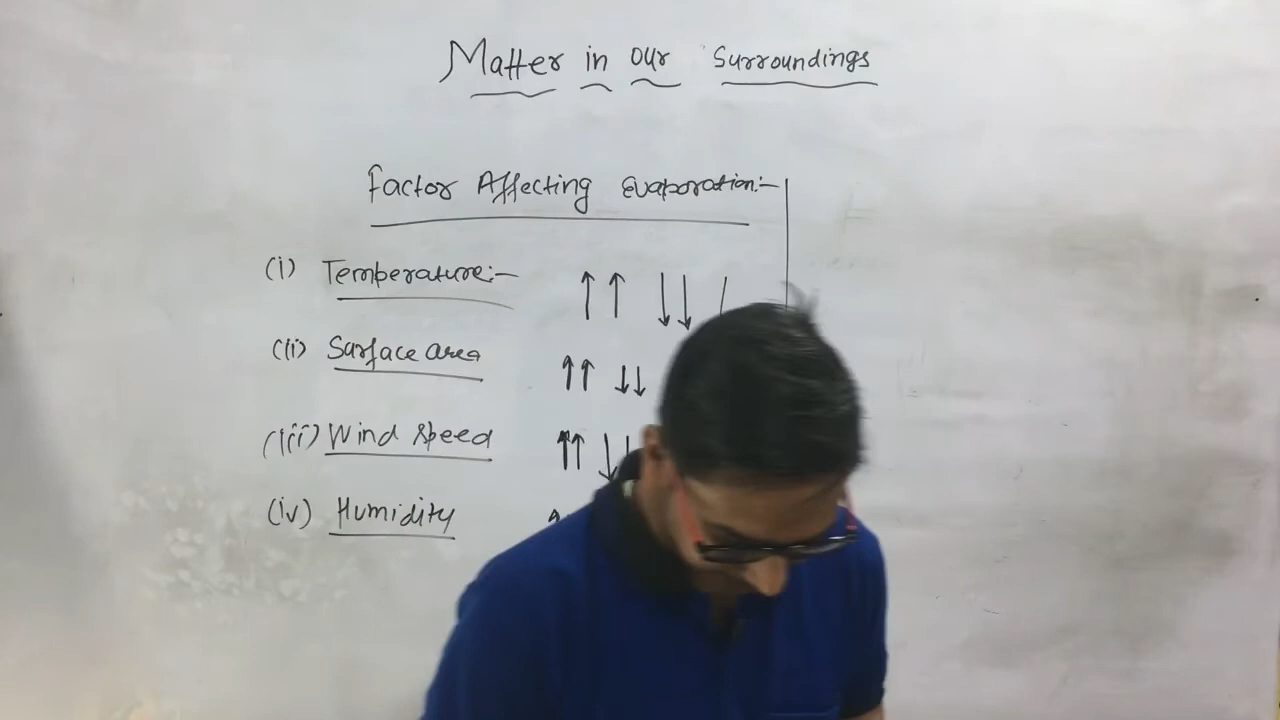 Matter in our Surroundings
Factor Affecting Evaporation:-
(i) Temperature:- ↑↑ ↓↓
(ii) Surface area ↑↑ ↓↓
(iii) Wind Speed ↑↑ ↓
(iv) Humidity